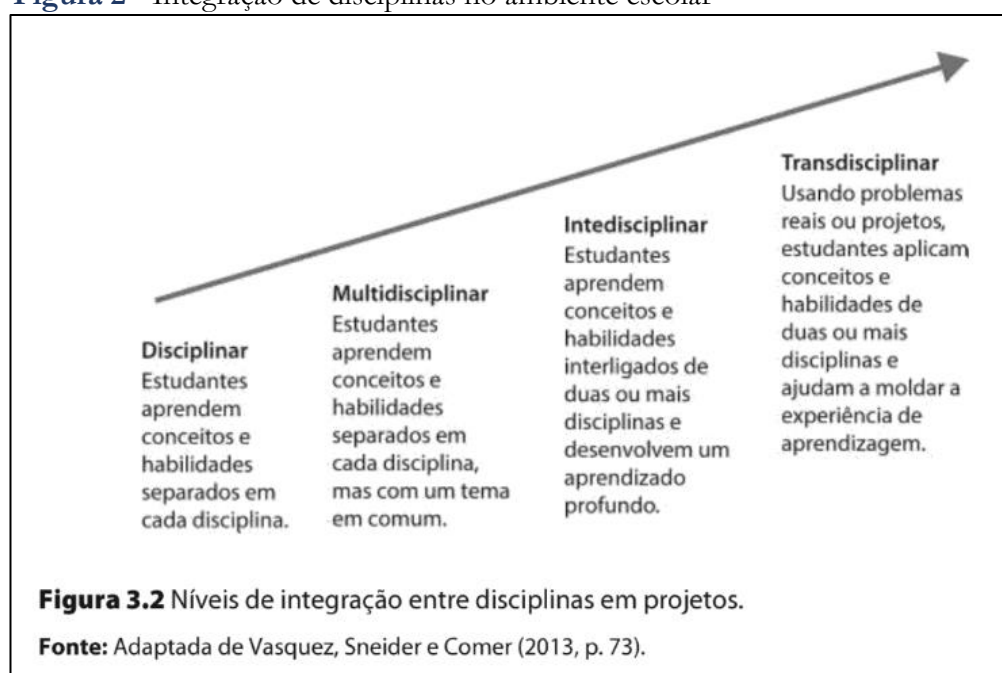 Figura 2 - Integração de disciplinas no ambiente escolar
Disciplinar
Estudantes
aprendem
conceitos e
habilidades
separados em
cada disciplina.
Multidisciplinar
Estudantes
aprendem
conceitos e
habilidades
separados em
cada disciplina,
mas com um tema
em comum.
Intedisciplinar
Estudantes
aprendem
conceitos e
habilidades
interligados de
duas ou mais
disciplinas e
desenvolvem um
aprendizado
profundo.
Transdisciplinar
Usando problemas
reais ou projetos,
estudantes aplicam
conceitos e
habilidades de
duas ou mais
disciplinas e
ajudam a moldar a
experiência de
aprendizagem.
Figura 3.2 Níveis de integração entre disciplinas em projetos.
Fonte: Adaptada de Vasquez, Sneider e Comer (2013, p. 73).